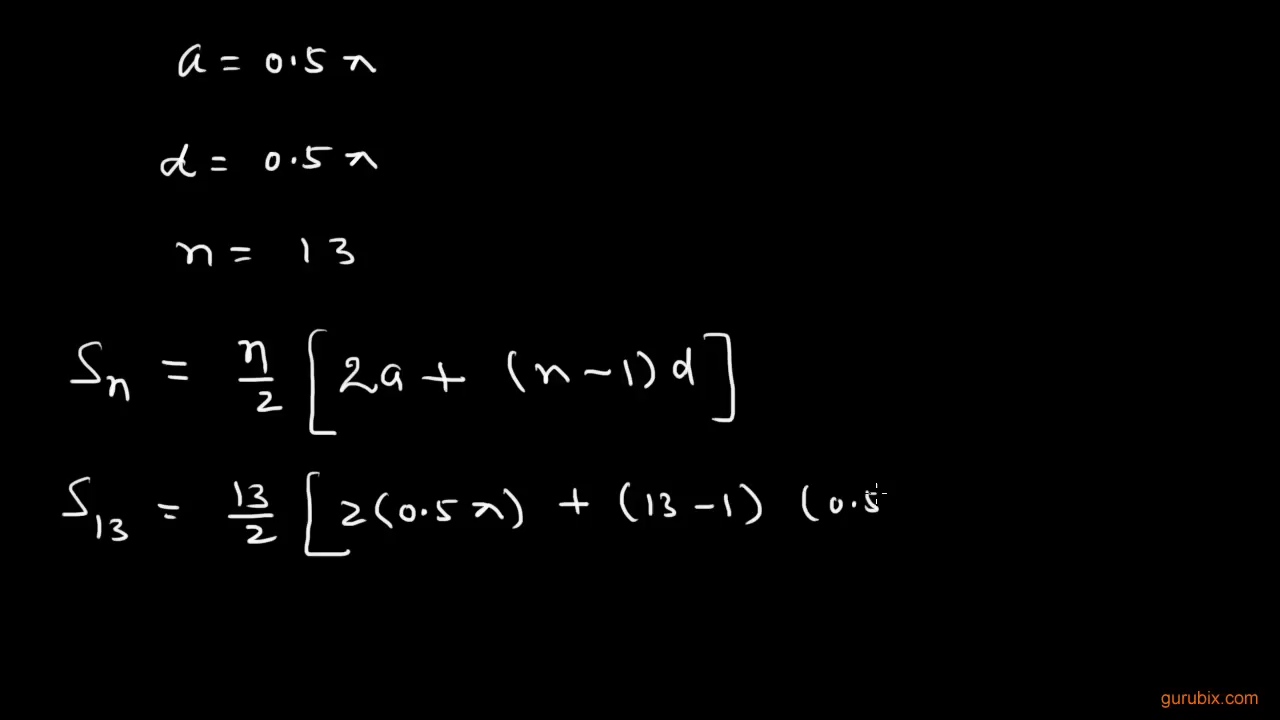 a = 0.5 π
d = 0.5 π
n = 13
Sn = n/2 [2a + (n - 1) d]
S13 = 13/2 [2(0.5 π) + (13 - 1) (0.5
gurubix.com